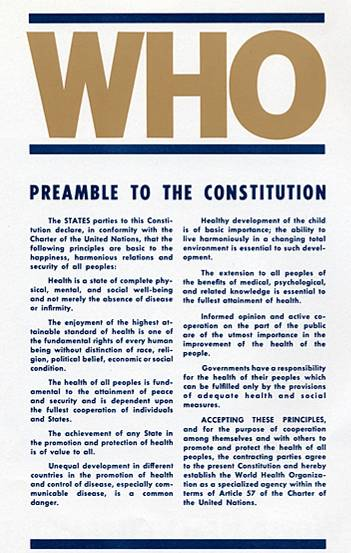 WHO
PREAMBLE TO THE CONSTITUTION
The STATES parties to this Consti-
tution declare, in conformity with the
Charter of the United Nations, that the
following principles are basic to the
happiness, harmonious relations and
security of all peoples:
Health is a state of complete phy-
sical, mental, and social well-being
and not merely the absence of disease
or infirmity.
The enjoyment of the highest at-
tainable standard of health is one of
the fundamental rights of every human
being without distinction of race, reli-
gion, political belief, economic or social
condition.
The health of all peoples is fund-
amental to the attainment of peace
and security and is dependent upon
the fullest cooperation of individuals
and States.
The achievement of any State in
the promotion and protection of health
is of value to all.
Unequal development in different
countries in the promotion of health
and control of disease, especially com-
municable disease, is a common
danger.
Healthy development of the child
is of basic importance; the ability to
live harmoniously in a changing total
environment is essential to such devel-
opment.
The extension to all peoples of
the benefits of medical, psychological,
and related knowledge is essential to
the fullest attainment of health.
Informed opinion and active co-
operation on the part of the public
are of the utmost importance in the
improvement of the health of the
people.
Governments have a responsibility
for the health of their peoples which
can be fulfilled only by the provisions
of adequate health and social
measures.
ACCEPTING THESE PRINCIPLES,
and for the purpose of cooperation
among themselves and with others to
promote and protect the health of all
peoples, the contracting parties agree
to the present Constitution and hereby
establish the World Health Organiza-
tion as a specialized agency within the
terms of Article 57 of the Charter of
the United Nations.